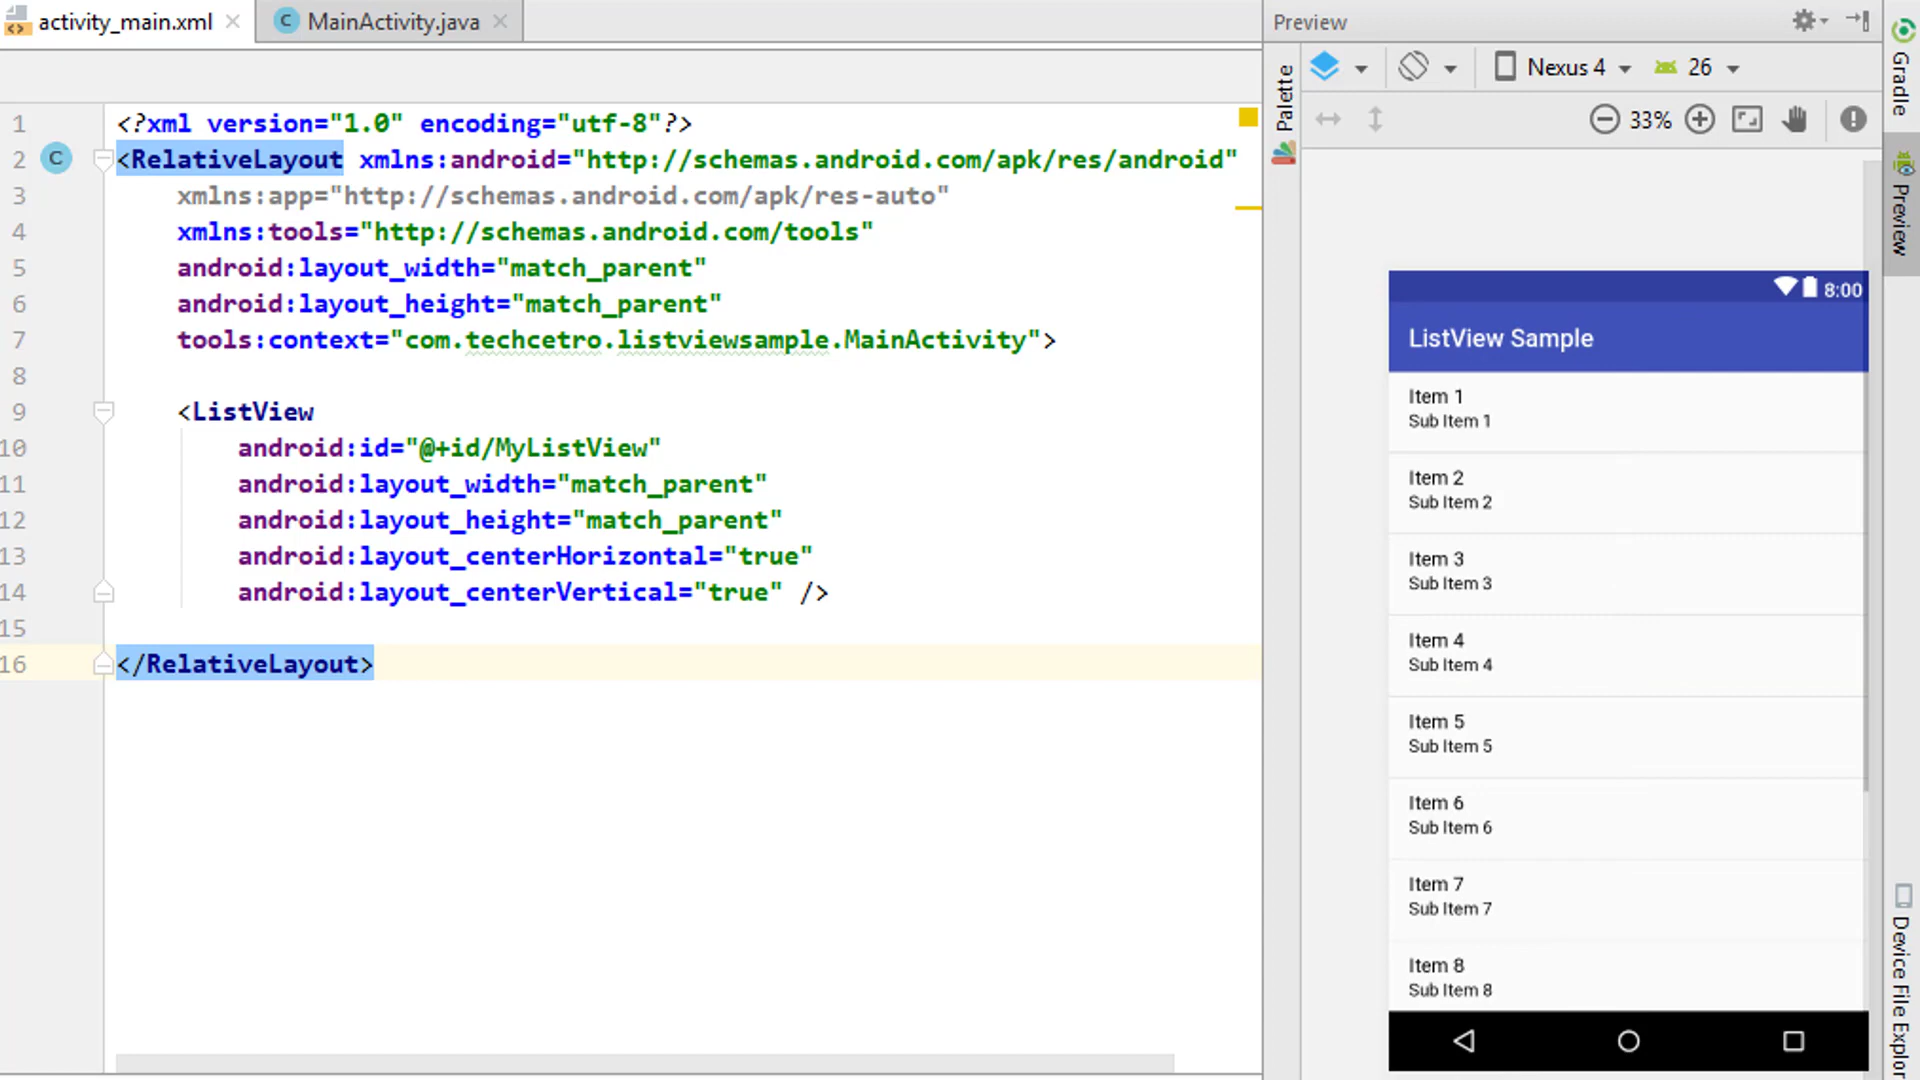 activity_main.xml
MainActivity.java
1 <?xml version="1.0" encoding="utf-8"?>
2 <RelativeLayout xmlns:android="http://schemas.android.com/apk/res/android"
3 xmlns:app="http://schemas.android.com/apk/res-auto"
4 xmlns:tools="http://schemas.android.com/tools"
5 android:layout_width="match_parent"
6 android:layout_height="match_parent"
7 tools:context="com.techcetro.listviewsample.MainActivity">
8
9 <ListView
10 android:id="@+id/MyListView"
11 android:layout_width="match_parent"
12 android:layout_height="match_parent"
13 android:layout_centerHorizontal="true"
14 android:layout_centerVertical="true" />
15
16 </RelativeLayout>
C
C
Preview
Palette
Nexus 4
26
33%
8:00
ListView Sample
Item 1
Sub Item 1
Item 2
Sub Item 2
Item 3
Sub Item 3
Item 4
Sub Item 4
Item 5
Sub Item 5
Item 6
Sub Item 6
Item 7
Sub Item 7
Item 8
Sub Item 8
Gradle
Preview
Device File Explor